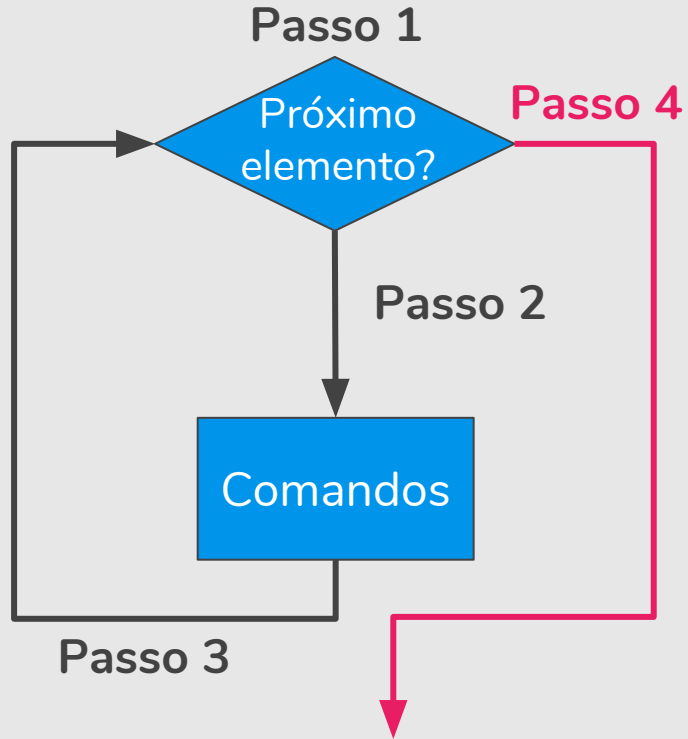 Passo 1
Próximo
elemento?
Passo 4
Passo 2
Comandos
Passo 3